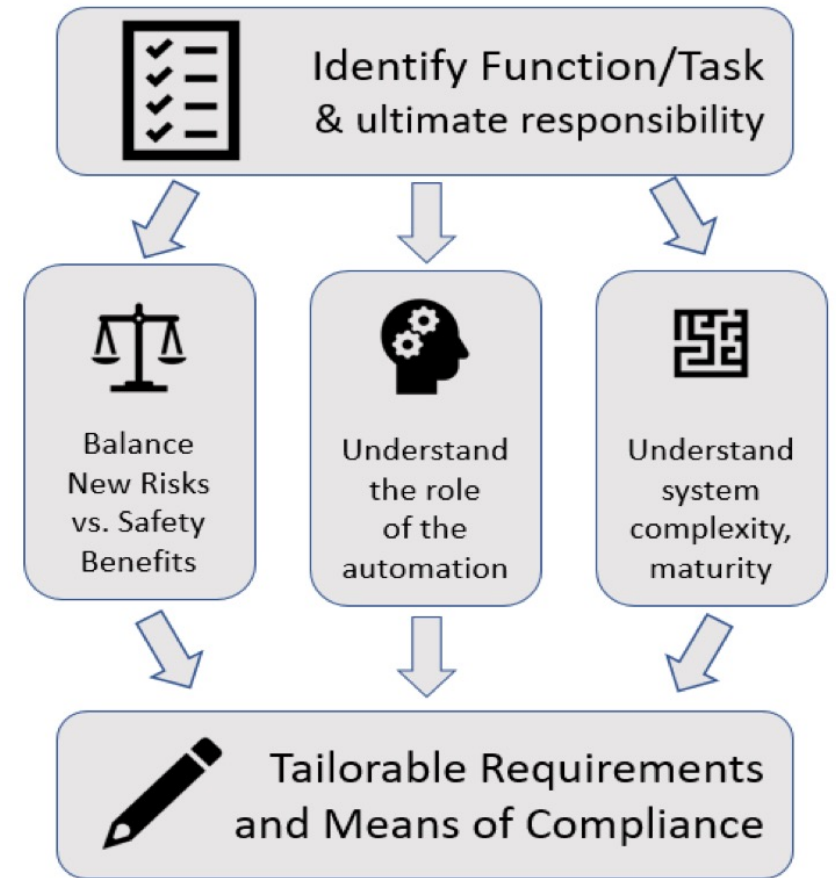 Identify Function/Task
& ultimate responsibility
Balance
New Risks
vs. Safety
Benefits
Understand
the role
of the
automation
Understand
system
complexity,
maturity
Tailorable Requirements
and Means of Compliance